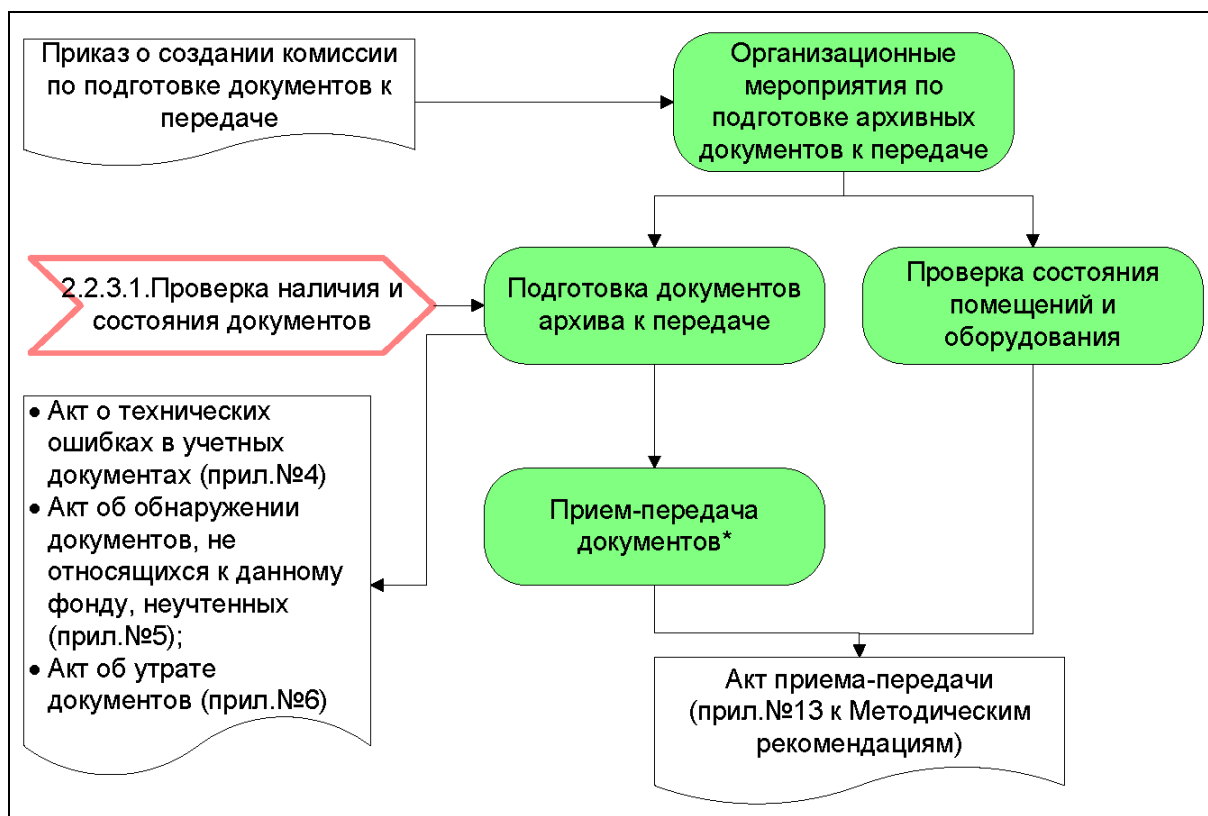 Приказ о создании комиссии
по подготовке документов к
передаче
Организационные
мероприятия по
подготовке архивных
документов к передаче
2.2.3.1.Проверка наличия и
состояния документов
Подготовка документов
архива к передаче
Проверка состояния
помещений и
оборудования
• Акт о технических
ошибках в учетных
документах (прил.№4)
• Акт об обнаружении
документов, не
относящихся к данному
фонду, неучтенных
(прил.№5);
• Акт об утрате
документов (прил.№6)
Прием-передача
документов*
Акт приема-передачи
(прил.№13 к Методическим
рекомендациям)